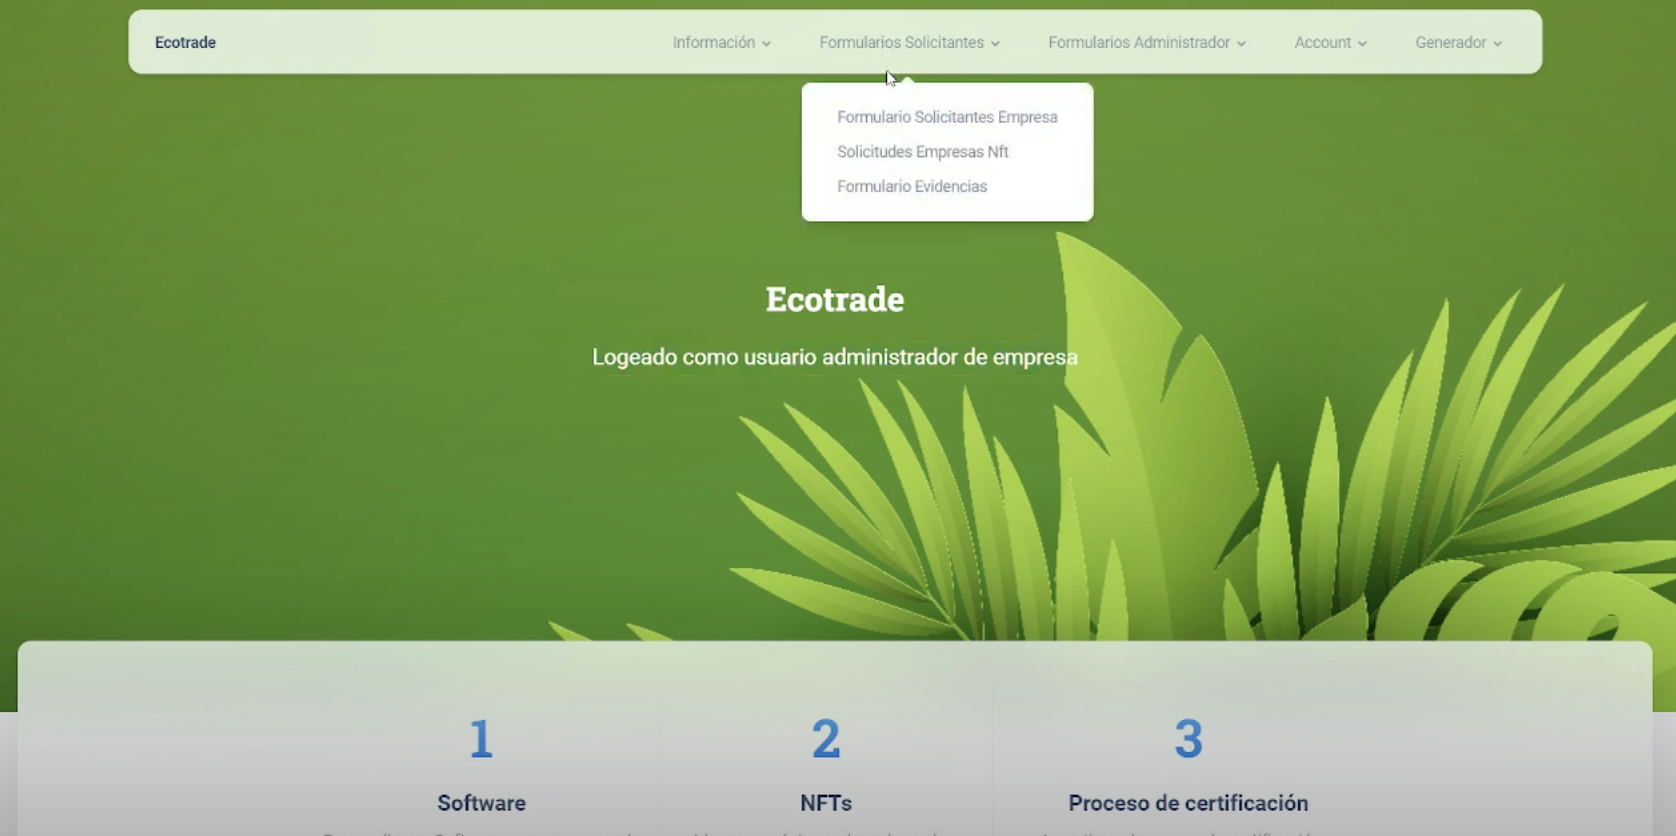 Ecotrade
Información
Formularios Solicitantes
Formularios Administrador
Account
Generador
Formulario Solicitantes Empresa
Solicitudes Empresas Nft
Formulario Evidencias
Ecotrade
Logeado como usuario administrador de empresa
1
2
3
Software
NFTs
Proceso de certificación